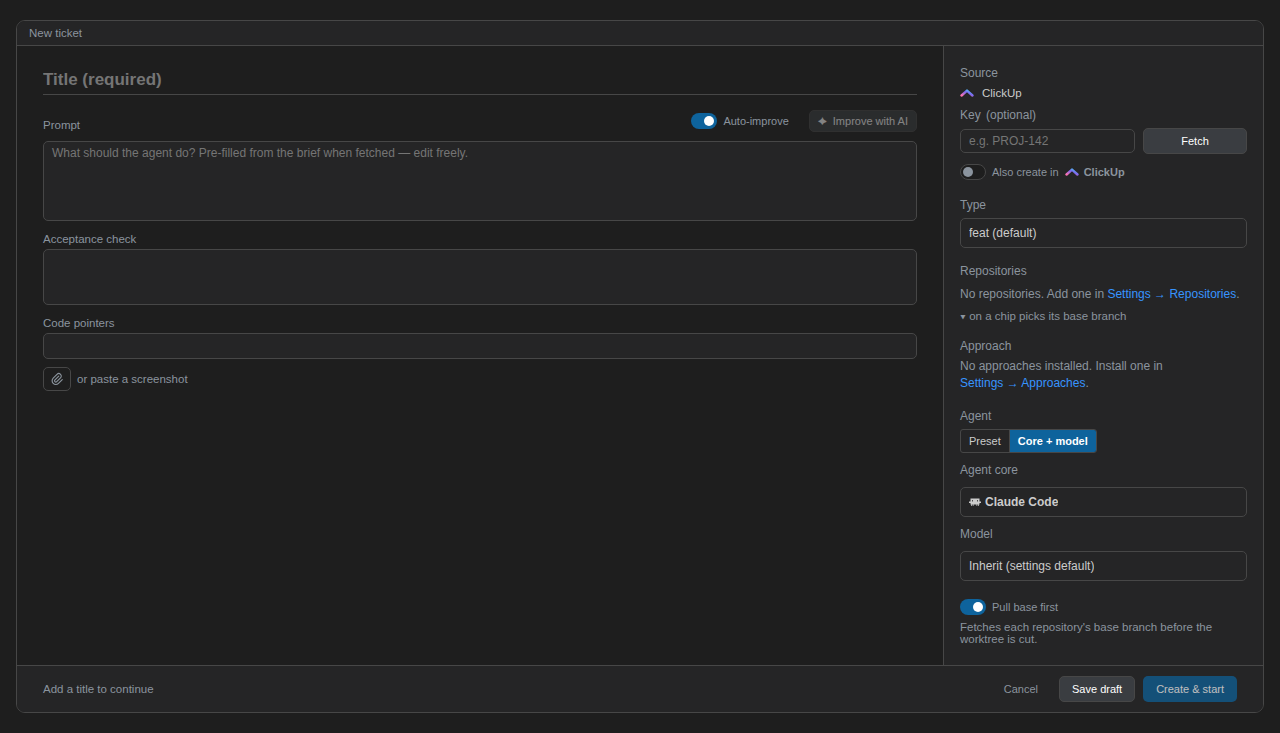 New ticket
Title (required)
Prompt
Auto-improve
Improve with AI
What should the agent do? Pre-filled from the brief when fetched — edit freely.
Acceptance check
Code pointers
or paste a screenshot
Source
ClickUp
Key (optional)
e.g. PROJ-142
Fetch
Also create in ClickUp
Type
feat (default)
Repositories
No repositories. Add one in Settings → Repositories.
▾ on a chip picks its base branch
Approach
No approaches installed. Install one in
Settings → Approaches.
Agent
Preset
Core + model
Agent core
Claude Code
Model
Inherit (settings default)
Pull base first
Fetches each repository's base branch before the
worktree is cut.
Add a title to continue
Cancel
Save draft
Create & start